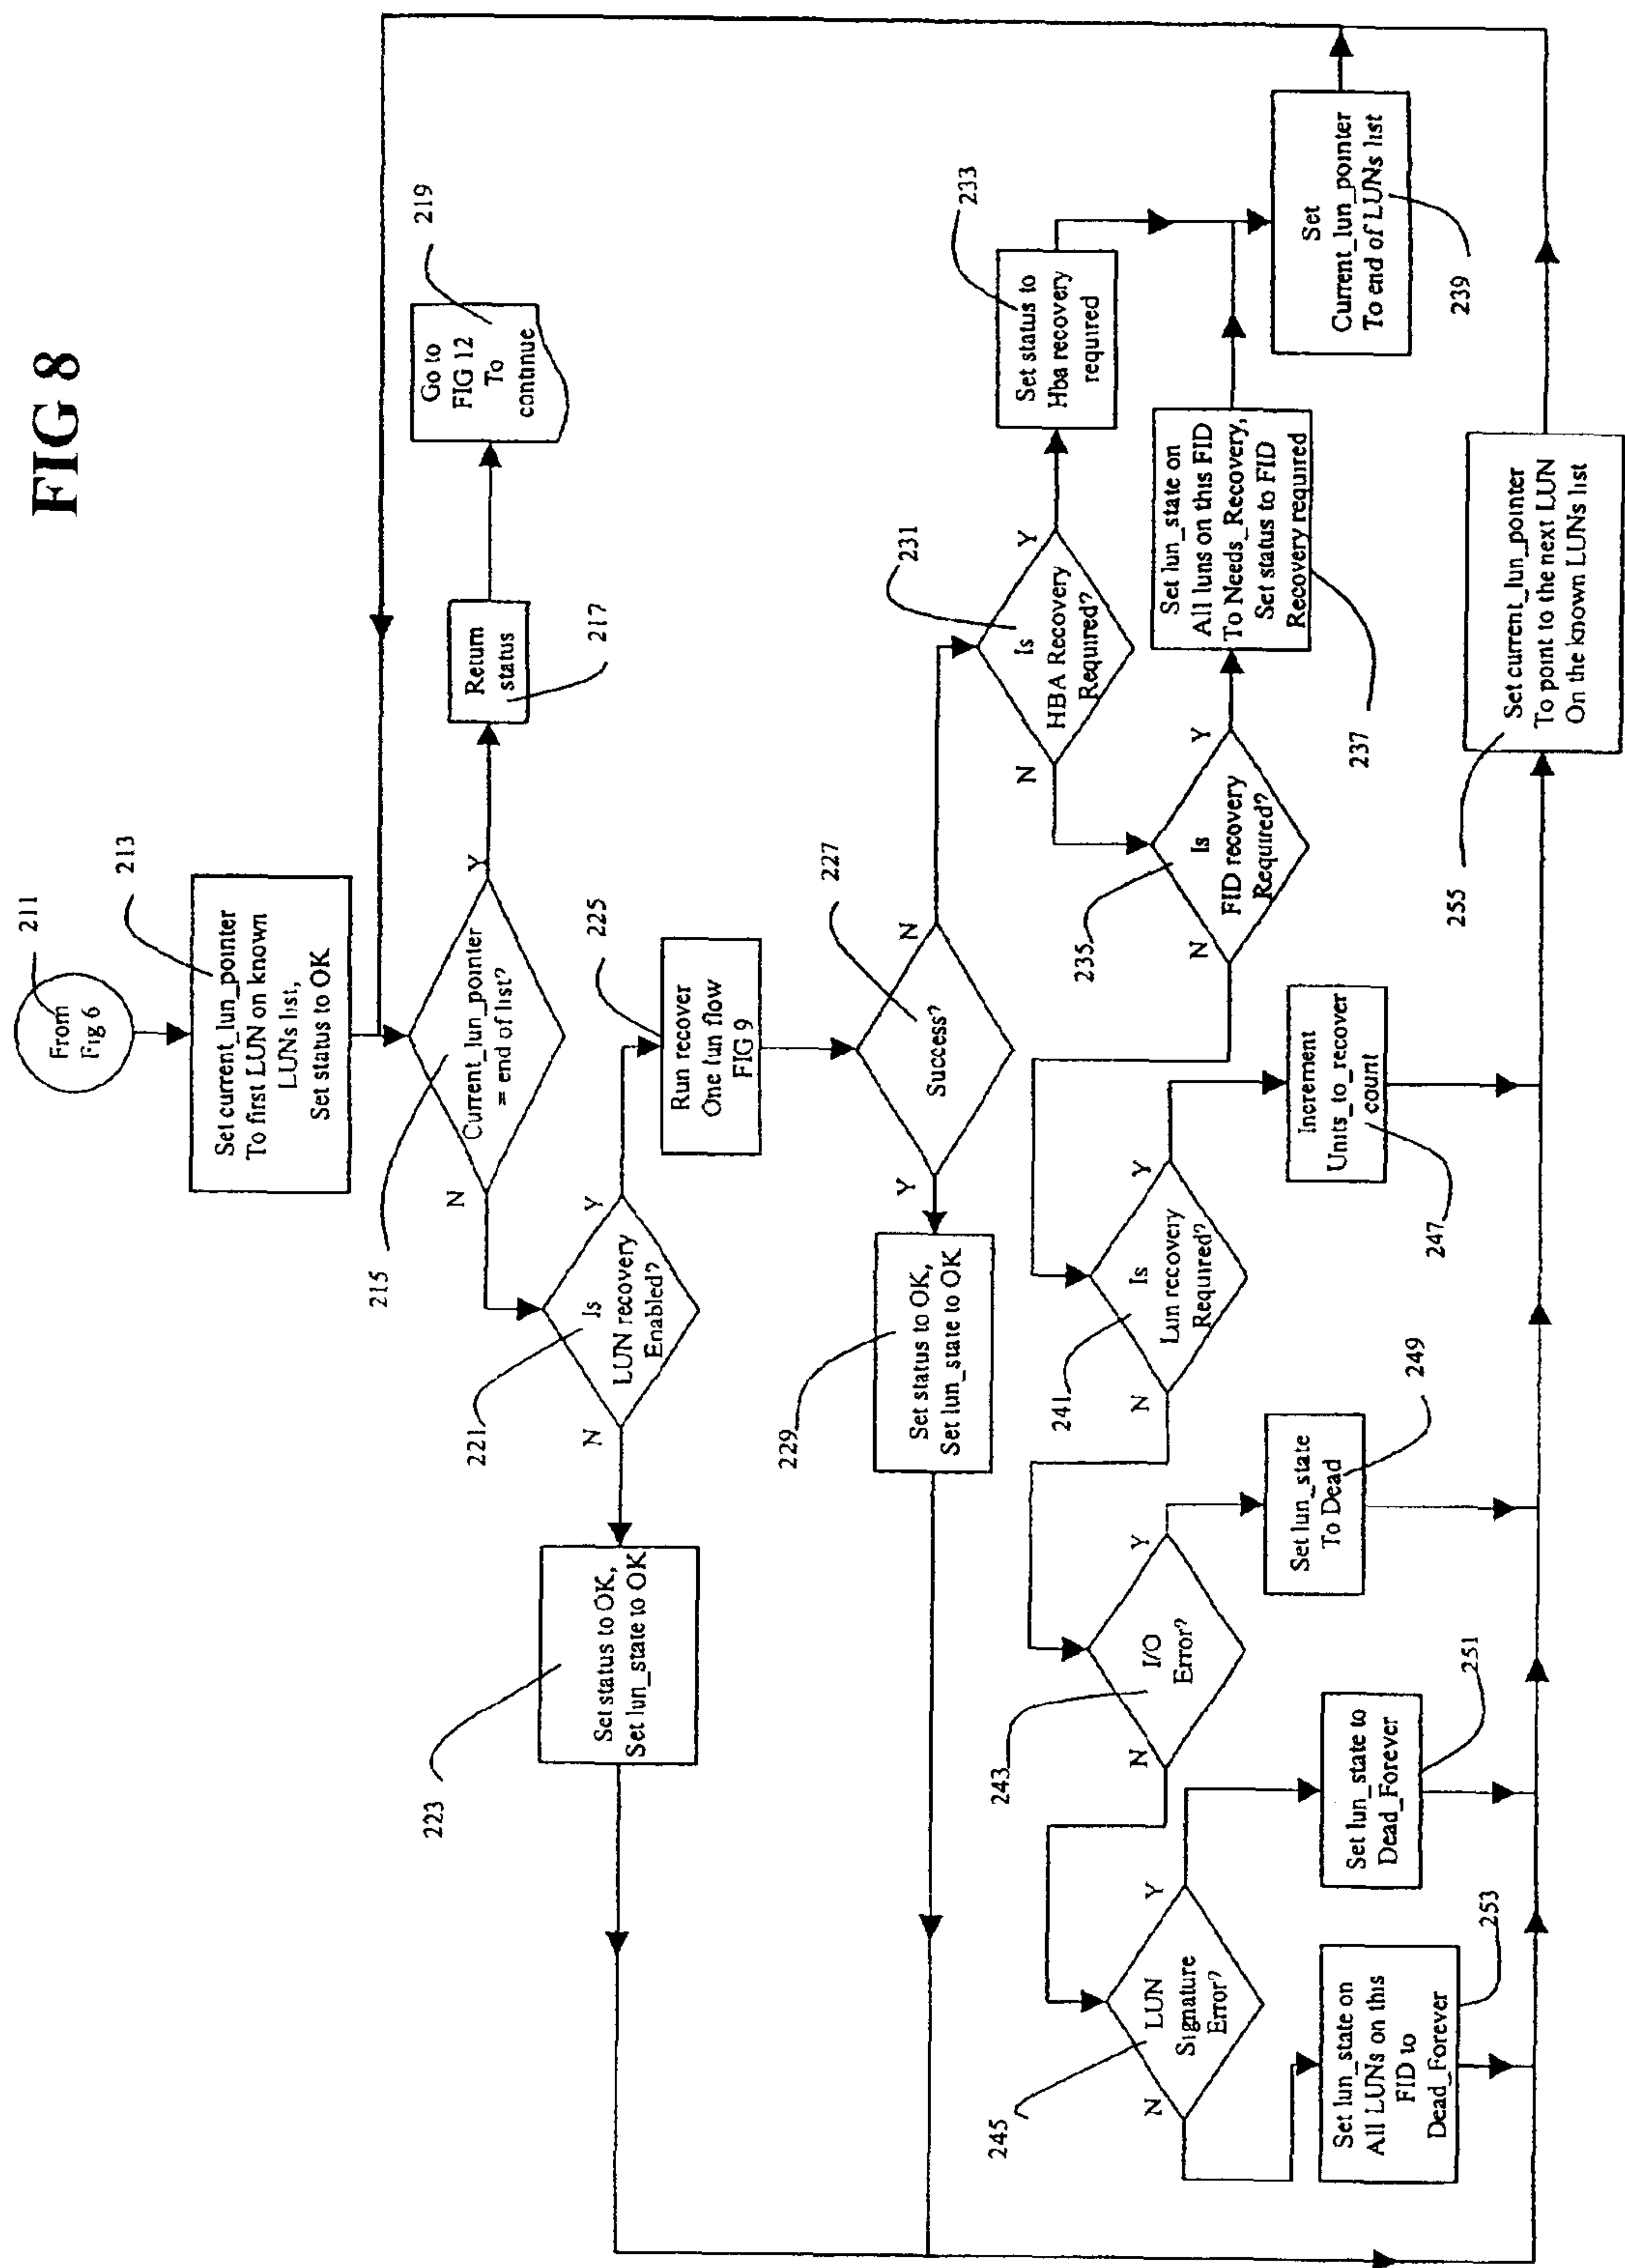 FIG 8
211
From
Fig 6
213
Set current_lun_pointer
To first LUN on known
LUNs list,
Set status to OK
215
Current_lun_pointer
= end of list?
Y
N
217
Return
status
219
Go to
FIG 12
To
continue
221
Is
LUN recovery
Enabled?
Y
N
223
Set status to OK,
Set lun_state to OK
225
Run recover
One lun flow
FIG 9
227
Success?
Y
N
229
Set status to OK,
Set lun_state to OK
231
Is
HBA Recovery
Required?
Y
N
233
Set status to
Hba recovery
required
235
Is
FID recovery
Required?
Y
N
237
Set lun_state on
All luns on this FID
To Needs_Recovery,
Set status to FID
Recovery required
239
Set
Current_lun_pointer
To end of LUNs list
241
Is
Lun recovery
Required?
Y
N
243
I/O
Error?
Y
N
245
LUN
Signature
Error?
Y
N
247
Increment
Units_to_recover
count
249
Set lun_state
To Dead
251
Set lun_state to
Dead_Forever
253
Set lun_state on
All LUNs on this
FID to
Dead_Forever
255
Set current_lun_pointer
To point to the next LUN
On the known LUNs list